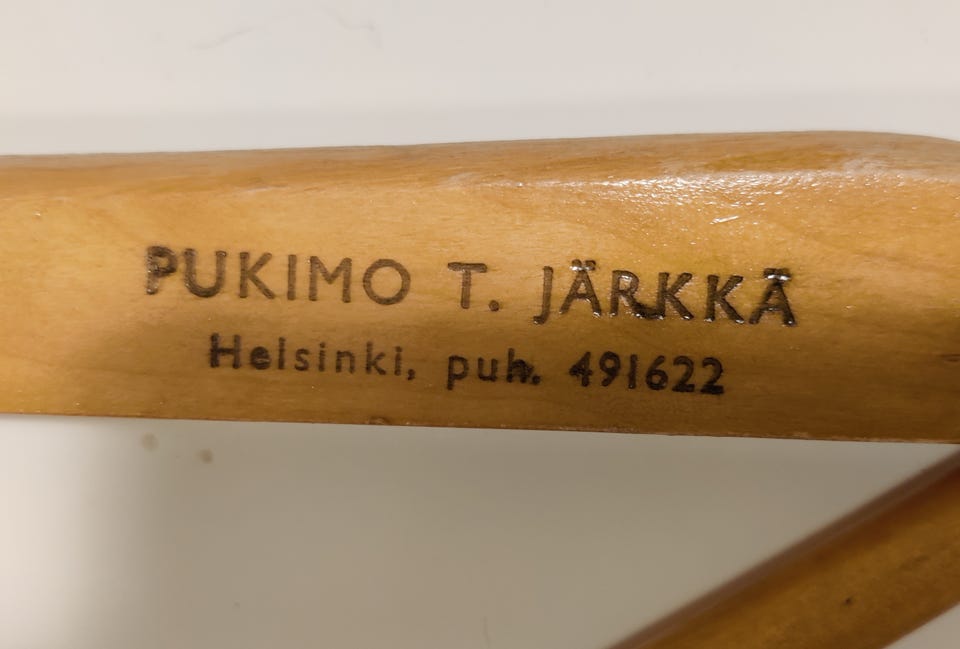 PUKIMO T. JÄRKKÄ
Helsinki, puh. 491622